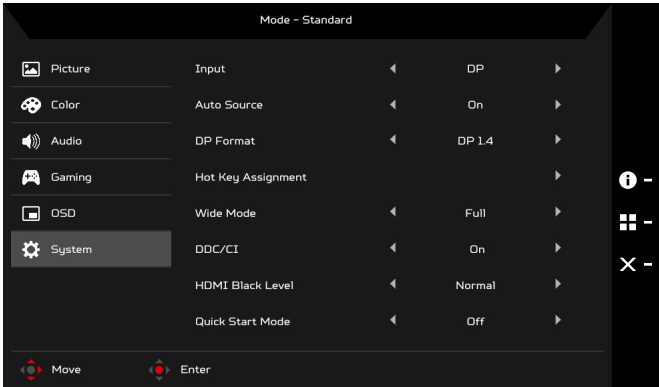 Mode - Standard
Picture
Color
Audio
Gaming
OSD
System
Input DP
Auto Source On
DP Format DP 1.4
Hot Key Assignment
Wide Mode Full
DDC/CI On
HDMI Black Level Normal
Quick Start Mode Off
Move Enter